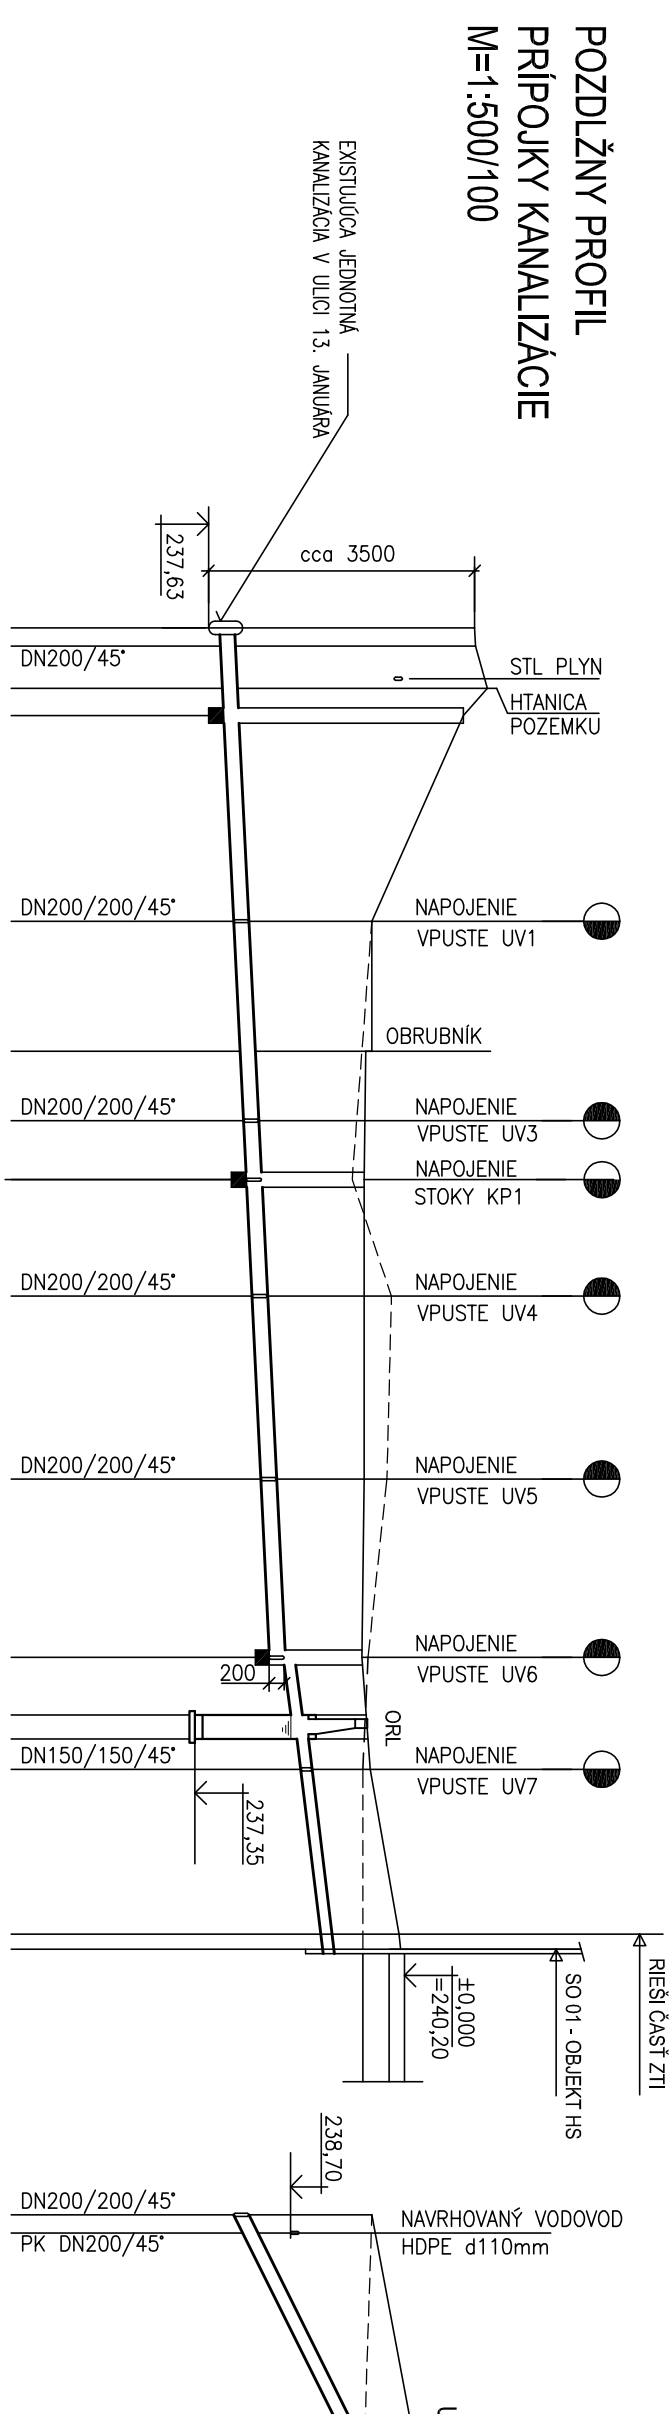 POZDLŽNY PROFIL
PRÍPOJKY KANALIZÁCIE
M=1:500/100
EXISTUJÚCA JEDNOTNÁ
KANALIZÁCIA V ULICI 13. JANUÁRA
237,63
cca 3500
DN200/45°
STL PLYN
HTANICA
POZEMKU
DN200/200/45°
NAPOJENIE
VPUSTE UV1
OBRUBNÍK
DN200/200/45°
NAPOJENIE
VPUSTE UV3
NAPOJENIE
STOKY KP1
DN200/200/45°
NAPOJENIE
VPUSTE UV4
DN200/200/45°
NAPOJENIE
VPUSTE UV5
NAPOJENIE
VPUSTE UV6
200
ORL
DN150/150/45°
NAPOJENIE
VPUSTE UV7
237,35
RIEŠI ČASŤ ZTI
SO 01 - OBJEKT HS
±0,000
=240,20
238,70
DN200/200/45°
PK DN200/45°
NAVRHOVANÝ VODOVOD
HDPE d110mm